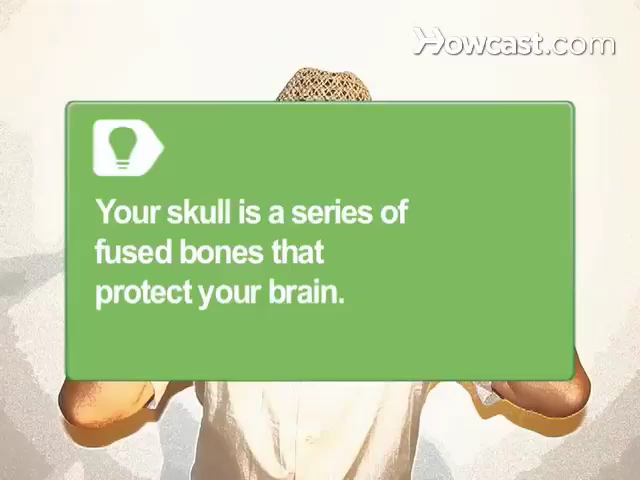 Howcast.com
Your skull is a series of
fused bones that
protect your brain.